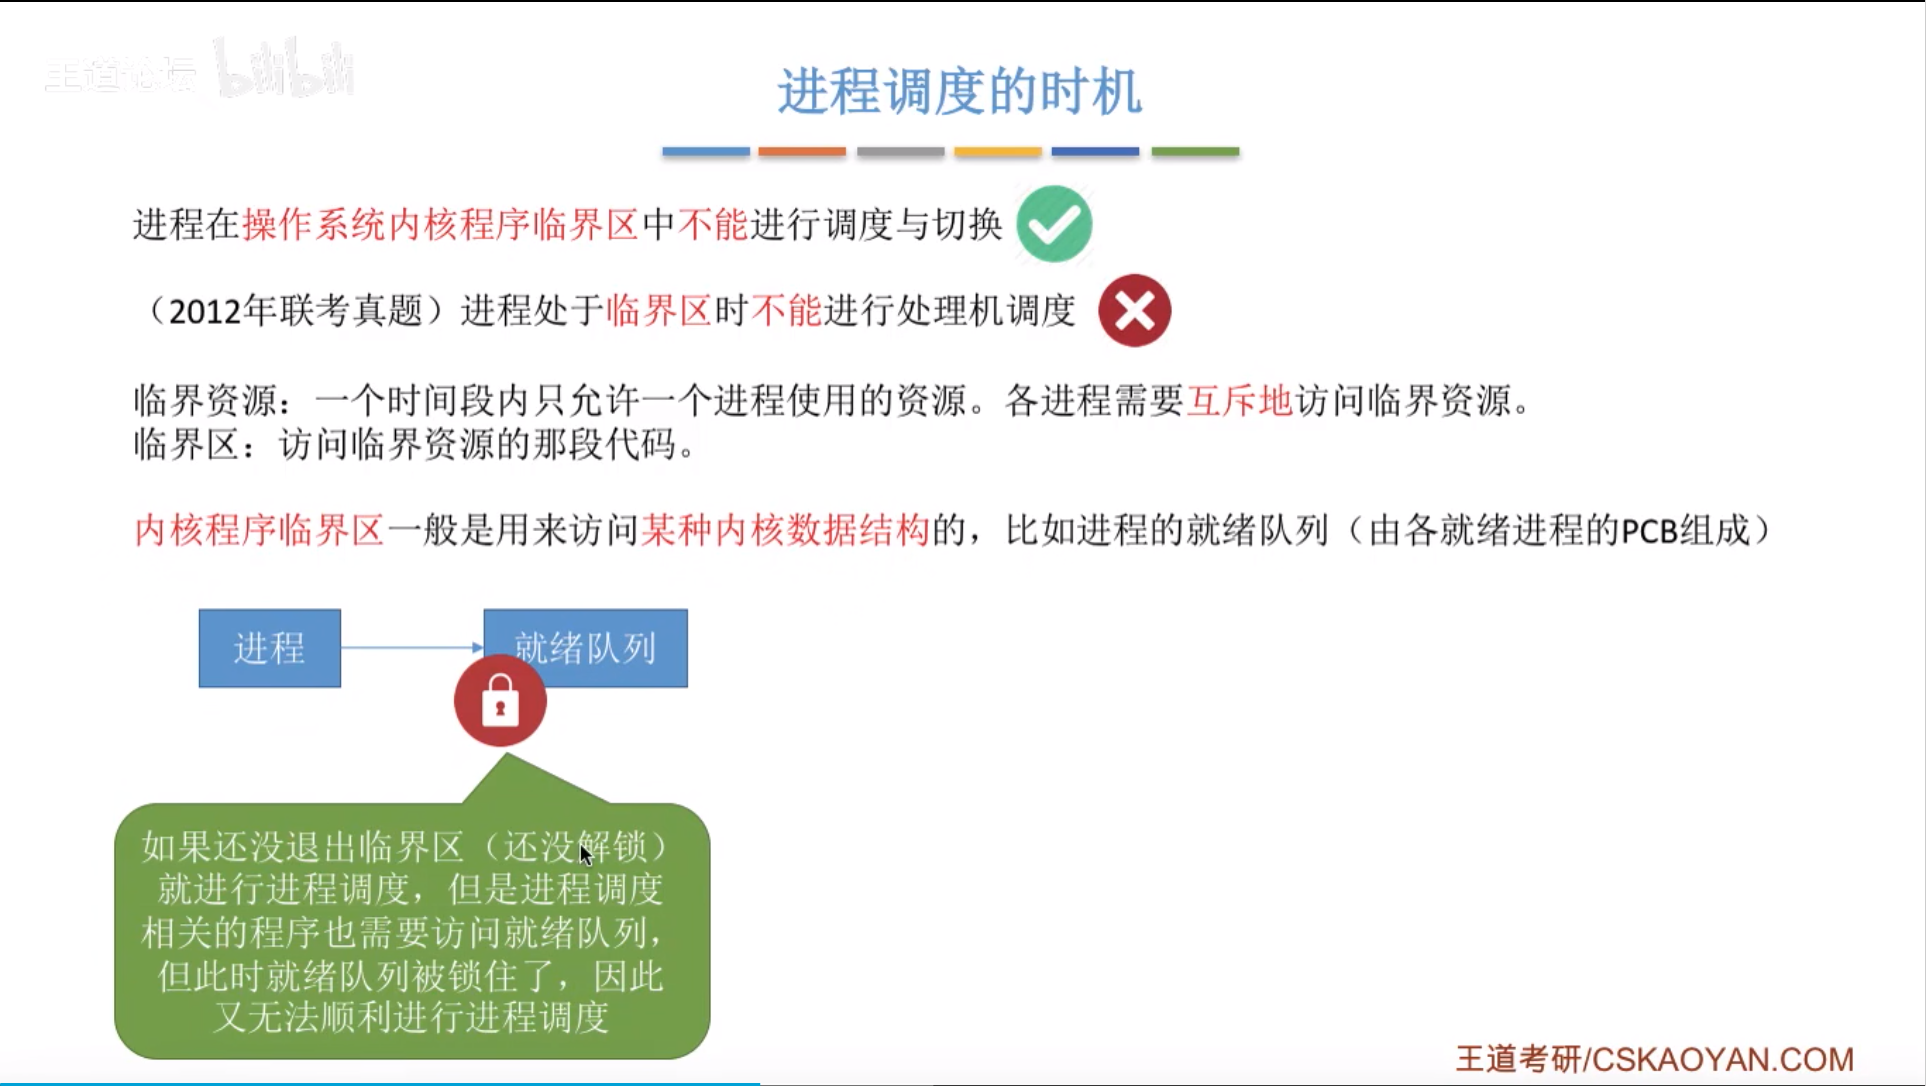 王道论坛 bilibili
进程调度的时机
进程在操作系统内核程序临界区中不能进行调度与切换
（2012年联考真题）进程处于临界区时不能进行处理机调度
临界资源：一个时间段内只允许一个进程使用的资源。各进程需要互斥地访问临界资源。
临界区：访问临界资源的那段代码。
内核程序临界区一般是用来访问某种内核数据结构的，比如进程的就绪队列（由各就绪进程的PCB组成）
进程
就绪队列
如果还没退出临界区（还没解锁）
就进行进程调度，但是进程调度
相关的程序也需要访问就绪队列，
但此时就绪队列被锁住了，因此
又无法顺利进行进程调度
王道考研/CSKAOYAN.COM